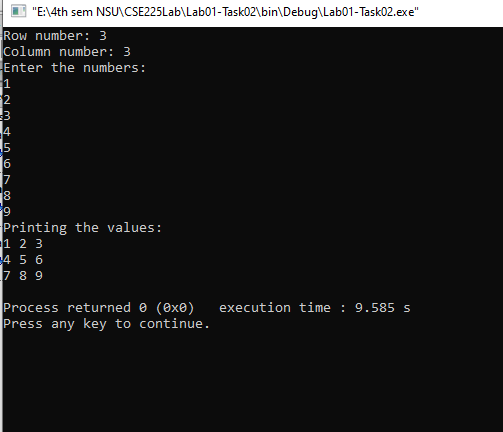 "E:\4th sem NSU\CSE225Lab\Lab01-Task02\bin\Debug\Lab01-Task02.exe"
Row number: 3
Column number: 3
Enter the numbers:
1
2
3
4
5
6
7
8
9
Printing the values:
1 2 3
4 5 6
7 8 9
Process returned 0 (0x0)   execution time : 9.585 s
Press any key to continue.